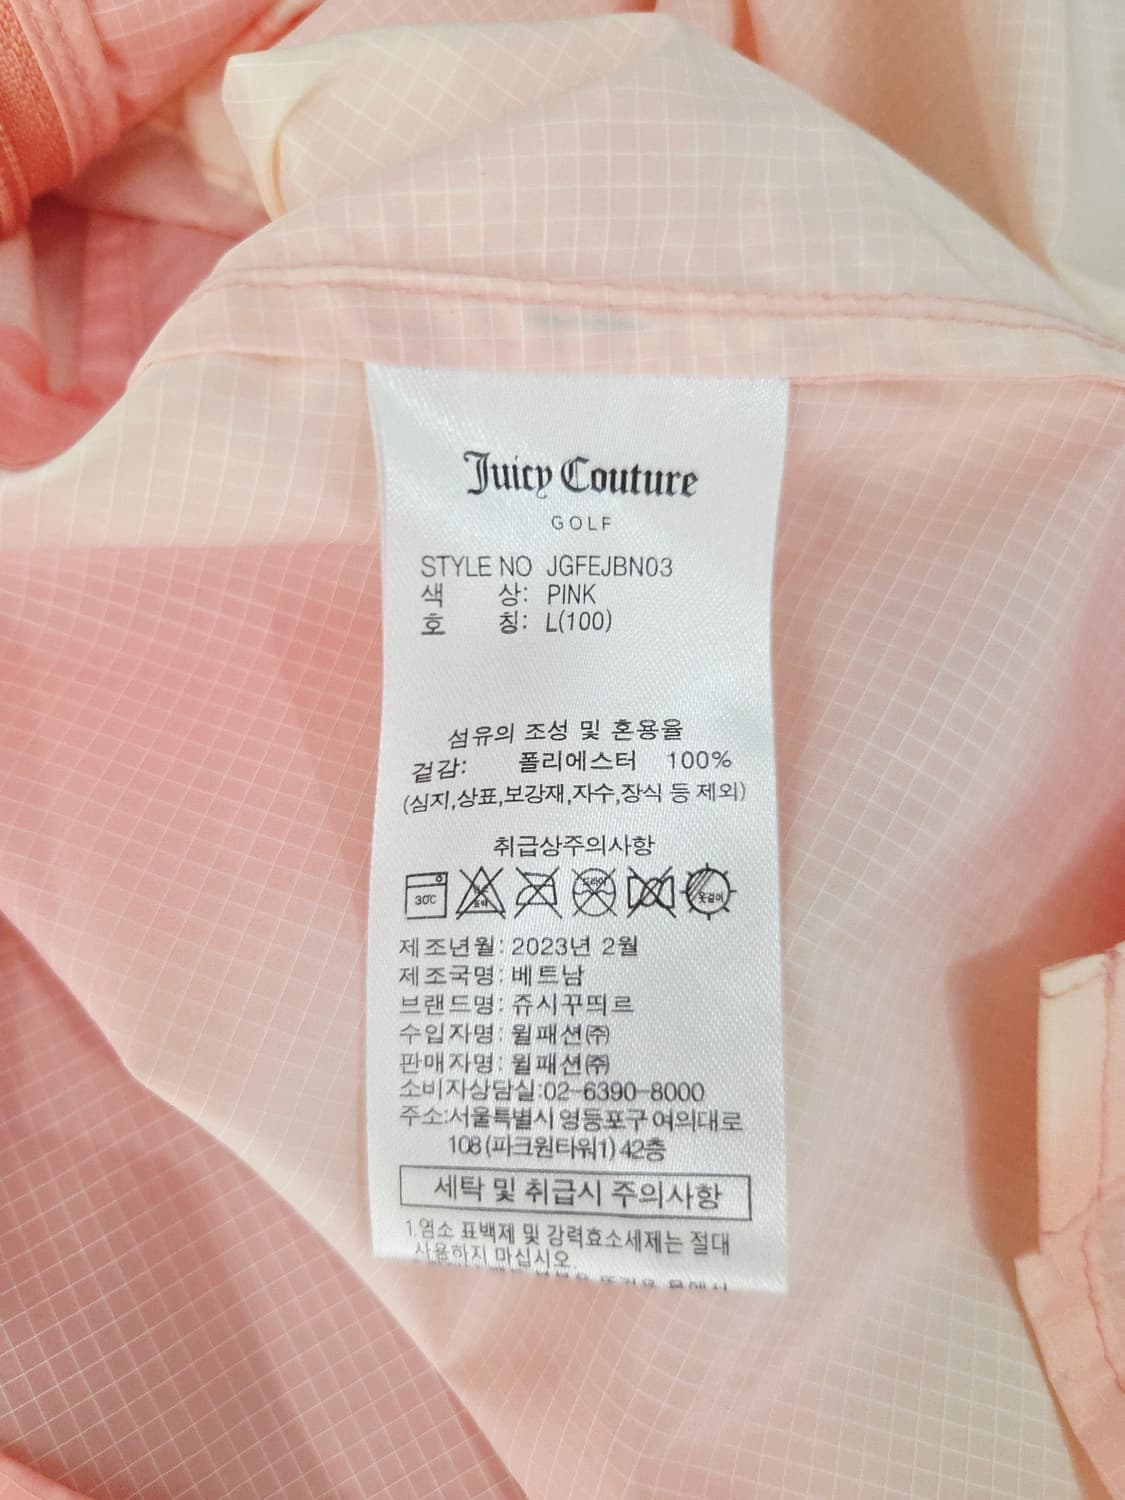 Juicy Couture
GOLF
STYLE NO JGFEJBN03
색 상: PINK
호 칭: L(100)
섬유의 조성 및 혼용율
겉감: 폴리에스터 100%
(심지,상표,보강재,자수,장식 등 제외)
취급상주의사항
30℃ 드라이 옷걸이
제조년월: 2023년 2월
제조국명: 베트남
브랜드명: 쥬시꾸띄르
수입자명: 윌패션㈜
판매자명: 윌패션㈜
소비자상담실:02-6390-8000
주소:서울특별시 영등포구 여의대로
108 (파크원타워1) 42층
세탁 및 취급시 주의사항
1.염소 표백제 및 강력효소세제는 절대
사용하지 마십시오.